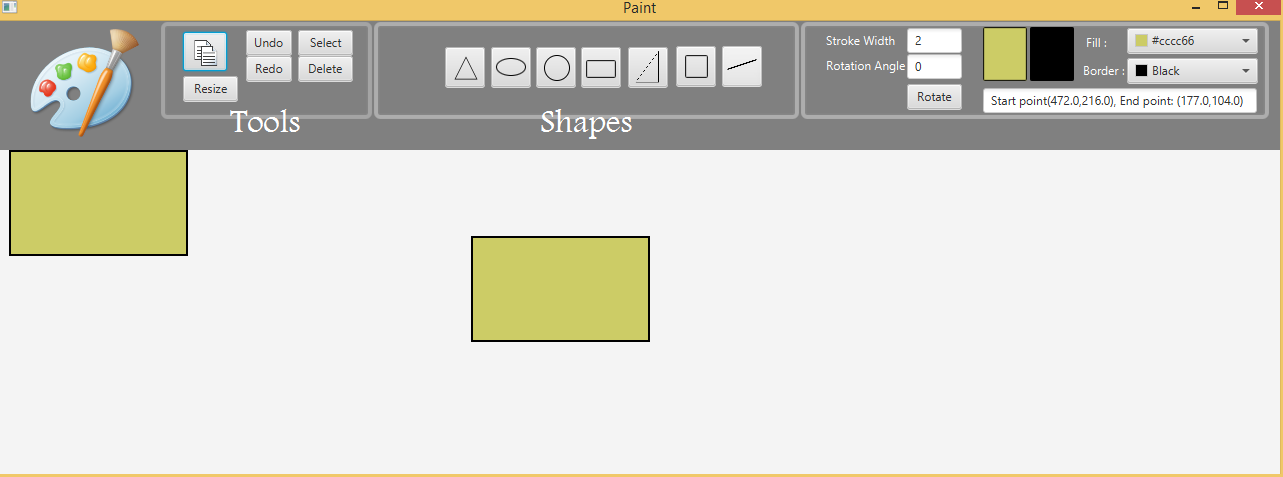 Paint
Undo
Select
Redo
Delete
Resize
Tools
Shapes
Stroke Width
2
Rotation Angle
0
Rotate
Fill :
#cccc66
Border :
Black
Start point(472.0,216.0), End point: (177.0,104.0)